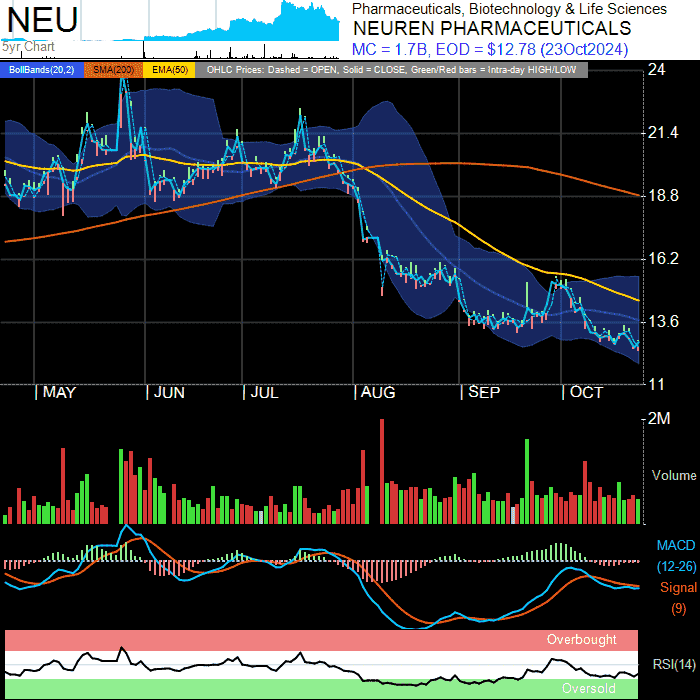 NEU
Pharmaceuticals, Biotechnology & Life Sciences
NEUREN PHARMACEUTICALS
5yr Chart
MC = 1.7B, EOD = $12.78 (23Oct2024)
BollBands(20,2) SMA(200) EMA(50) OHLC Prices: Dashed = OPEN, Solid = CLOSE, Green/Red bars = Intra-day HIGH/LOW
24
21.4
18.8
16.2
13.6
11
MAY JUN JUL AUG SEP OCT
2M
Volume
MACD
(12-26)
Signal
(9)
Overbought
RSI(14)
Oversold